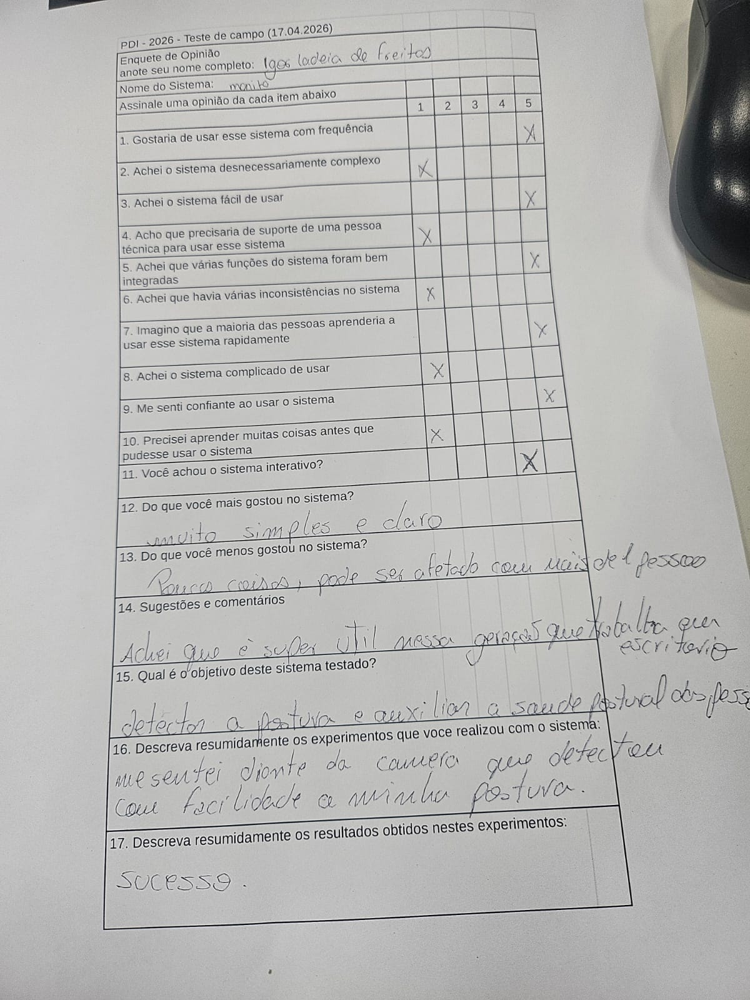 PDI - 2026 - Teste de campo (17.04.2026)
Enquete de Opinião
anote seu nome completo: Igor ladeia de freitas
Nome do Sistema: monito
Assinale uma opinião da cada item abaixo
1 2 3 4 5
1. Gostaria de usar esse sistema com frequência X
2. Achei o sistema desnecessariamente complexo X
3. Achei o sistema fácil de usar X
4. Acho que precisaria de suporte de uma pessoa
técnica para usar esse sistema X
5. Achei que várias funções do sistema foram bem
integradas X
6. Achei que havia várias inconsistências no sistema X
7. Imagino que a maioria das pessoas aprenderia a
usar esse sistema rapidamente X
8. Achei o sistema complicado de usar X
9. Me senti confiante ao usar o sistema X
10. Precisei aprender muitas coisas antes que
pudesse usar o sistema X
11. Você achou o sistema interativo? X
12. Do que você mais gostou no sistema?
muito simples e claro
13. Do que você menos gostou no sistema?
Poucas coisas, pode ser afetado com mais de 1 pessoa
14. Sugestões e comentários
Achei que è super útil nessa geração que trabalha em
escritorio
15. Qual é o objetivo deste sistema testado?
detectar a postura e auxiliar a saude postural das pess
16. Descreva resumidamente os experimentos que voce realizou com o sistema:
me sentei diante da camera que detectou
com facilidade a minha postura.
17. Descreva resumidamente os resultados obtidos nestes experimentos:
sucesso.